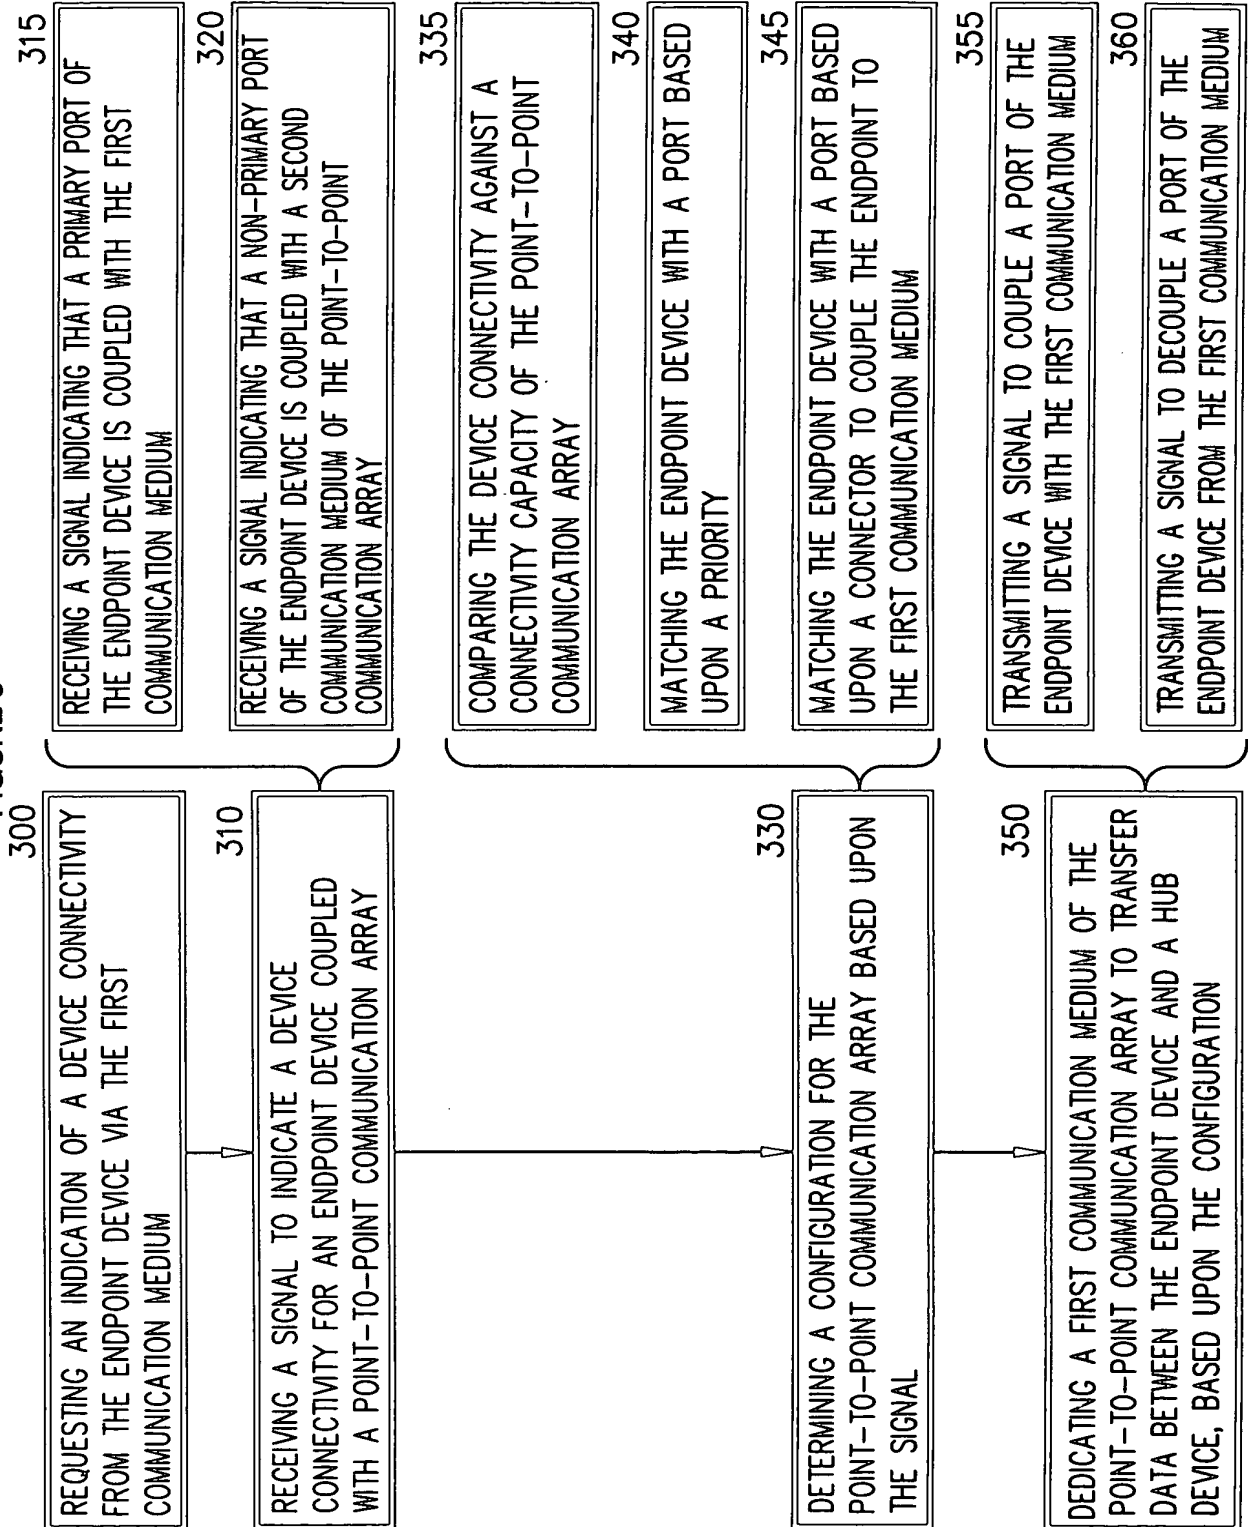 300
REQUESTING AN INDICATION OF A DEVICE CONNECTIVITY
FROM THE ENDPOINT DEVICE VIA THE FIRST
COMMUNICATION MEDIUM
310
RECEIVING A SIGNAL TO INDICATE A DEVICE
CONNECTIVITY FOR AN ENDPOINT DEVICE COUPLED
WITH A POINT-TO-POINT COMMUNICATION ARRAY
315
RECEIVING A SIGNAL INDICATING THAT A PRIMARY PORT OF
THE ENDPOINT DEVICE IS COUPLED WITH THE FIRST
COMMUNICATION MEDIUM
320
RECEIVING A SIGNAL INDICATING THAT A NON-PRIMARY PORT
OF THE ENDPOINT DEVICE IS COUPLED WITH A SECOND
COMMUNICATION MEDIUM OF THE POINT-TO-POINT
COMMUNICATION ARRAY
330
DETERMINING A CONFIGURATION FOR THE
POINT-TO-POINT COMMUNICATION ARRAY BASED UPON
THE SIGNAL
335
COMPARING THE DEVICE CONNECTIVITY AGAINST A
CONNECTIVITY CAPACITY OF THE POINT-TO-POINT
COMMUNICATION ARRAY
340
MATCHING THE ENDPOINT DEVICE WITH A PORT BASED
UPON A PRIORITY
345
MATCHING THE ENDPOINT DEVICE WITH A PORT BASED
UPON A CONNECTOR TO COUPLE THE ENDPOINT TO
THE FIRST COMMUNICATION MEDIUM
350
DEDICATING A FIRST COMMUNICATION MEDIUM OF THE
POINT-TO-POINT COMMUNICATION ARRAY TO TRANSFER
DATA BETWEEN THE ENDPOINT DEVICE AND A HUB
DEVICE, BASED UPON THE CONFIGURATION
355
TRANSMITTING A SIGNAL TO COUPLE A PORT OF THE
ENDPOINT DEVICE WITH THE FIRST COMMUNICATION MEDIUM
360
TRANSMITTING A SIGNAL TO DECOUPLE A PORT OF THE
ENDPOINT DEVICE FROM THE FIRST COMMUNICATION MEDIUM